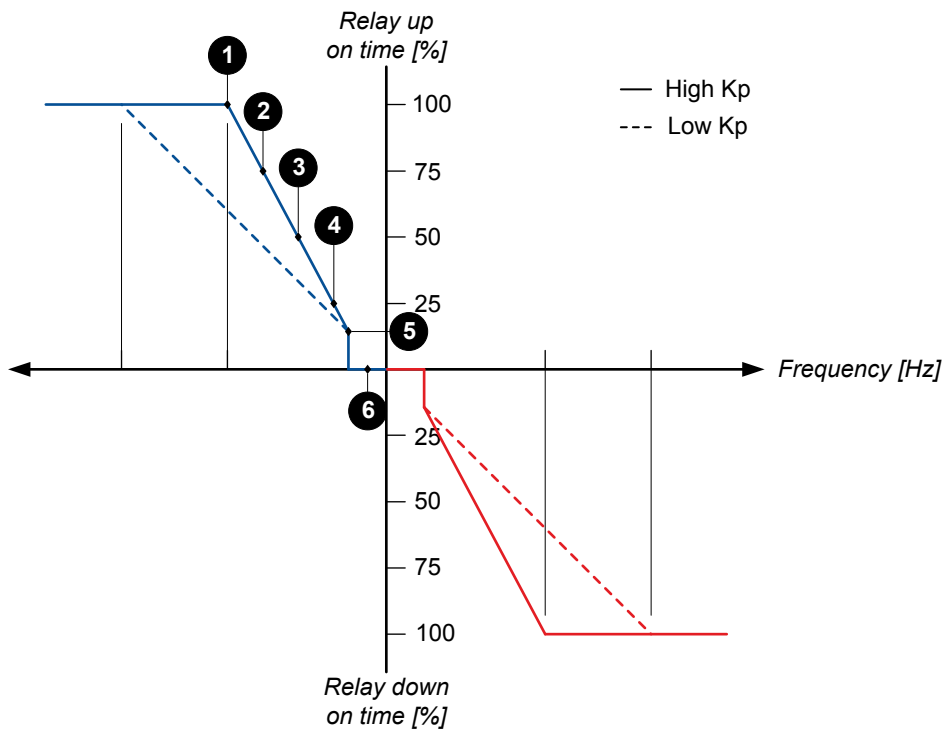 Relay up
on time [%]
1
100
High Kp
2
Low Kp
75
3
50
4
25
5
Frequency [Hz]
6
25
50
75
100
Relay down
on time [%]